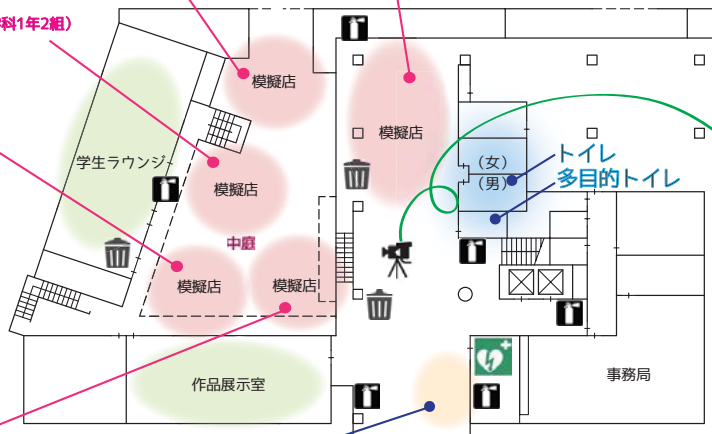 科1年2組）
模擬店
模擬店
学生ラウンジ
模擬店
（女）
（男）
トイレ
多目的トイレ
中庭
模擬店
模擬店
作品展示室
事務局